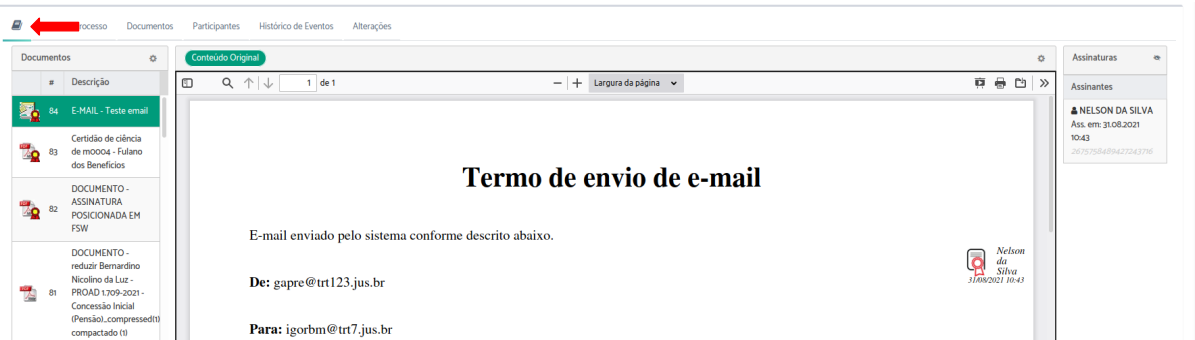 rocesso Documentos Participantes Histórico de Eventos Alterações
Documentos
# Descrição
84 E-MAIL - Teste email
83 Certidão de ciência
de m0004 - Fulano
dos Benefícios
82 DOCUMENTO -
ASSINATURA
POSICIONADA EM
FSW
81 DOCUMENTO -
reduzir Bernardino
Nicolino da Luz -
PROAD 1.709-2021 -
Concessão Inicial
(Pensão)_compressed(1)
compactado (1)
Conteúdo Original
1 de 1 Largura da página
Termo de envio de e-mail
E-mail enviado pelo sistema conforme descrito abaixo.
De: gapre@trt123.jus.br
Para: igorbm@trt7.jus.br
Nelson
da
Silva
31/08/2021 10:43
Assinaturas
Assinantes
NELSON DA SILVA
Ass. em: 31.08.2021
10:43